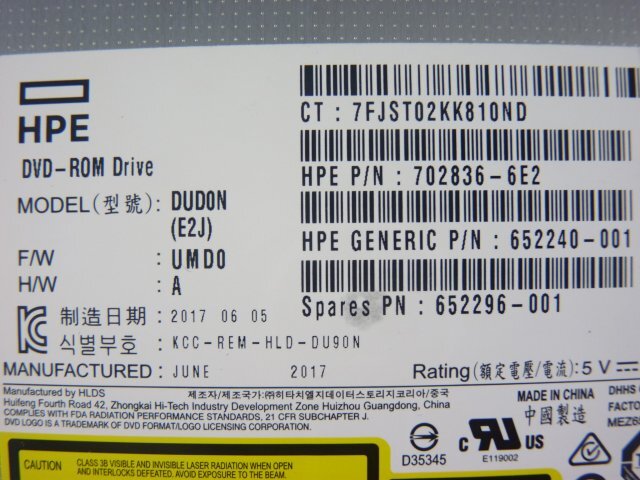 HPE
DVD-ROM Drive
MODEL(型號): DUD0N
(E2J)
F/W : UMD0
H/W : A
制造日期 : 2017 06 05
식별부호 : KCC-REM-HLD-DU90N
MANUFACTURED : JUNE 2017
CT : 7FJST02KK810ND
HPE P/N : 702836-6E2
HPE GENERIC P/N : 652240-001
Spares PN : 652296-001
Rating(額定電壓/電流): 5 V
Manufactured by HLDS 제조자/제조국가:㈜히타치엘지데이터스토리지코리아/중국
Huifeng Fourth Road 42, Zhongkai Hi-Tech Industry Development Zone Huizhou Guangdong, China
COMPLIES WITH FDA RADIATION PERFORMANCE STANDARDS, 21 CFR SUBCHAPTER J.
DVD LOGO IS A TRADEMARK OF DVD FORMAT/LOGO LICENSING CORPORATION.
MADE IN CHINA
中國製造
DHHS
FACTO
MEZ6
D35345
c RU US
E119002
CAUTION
CLASS 3B VISIBLE AND INVISIBLE LASER RADIATION WHEN OPEN
AND INTERLOCKS DEFEATED. AVOID EXPOSURE TO THE BEAM.